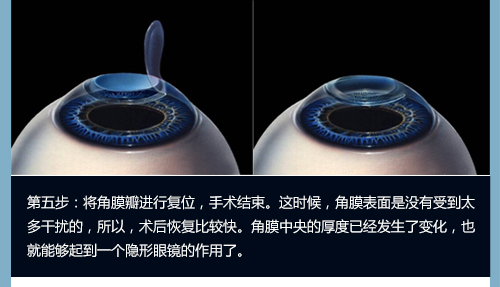 第五步：将角膜瓣进行复位，手术结束。这时候，角膜表面是没有受到太
多干扰的，所以，术后恢复比较快。角膜中央的厚度已经发生了变化，也
就能够起到一个隐形眼镜的作用了。